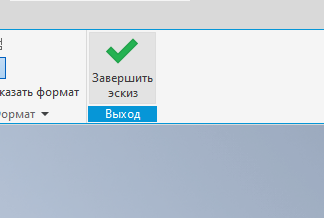 Завершить
эскиз
казать формат
ормат
Выход